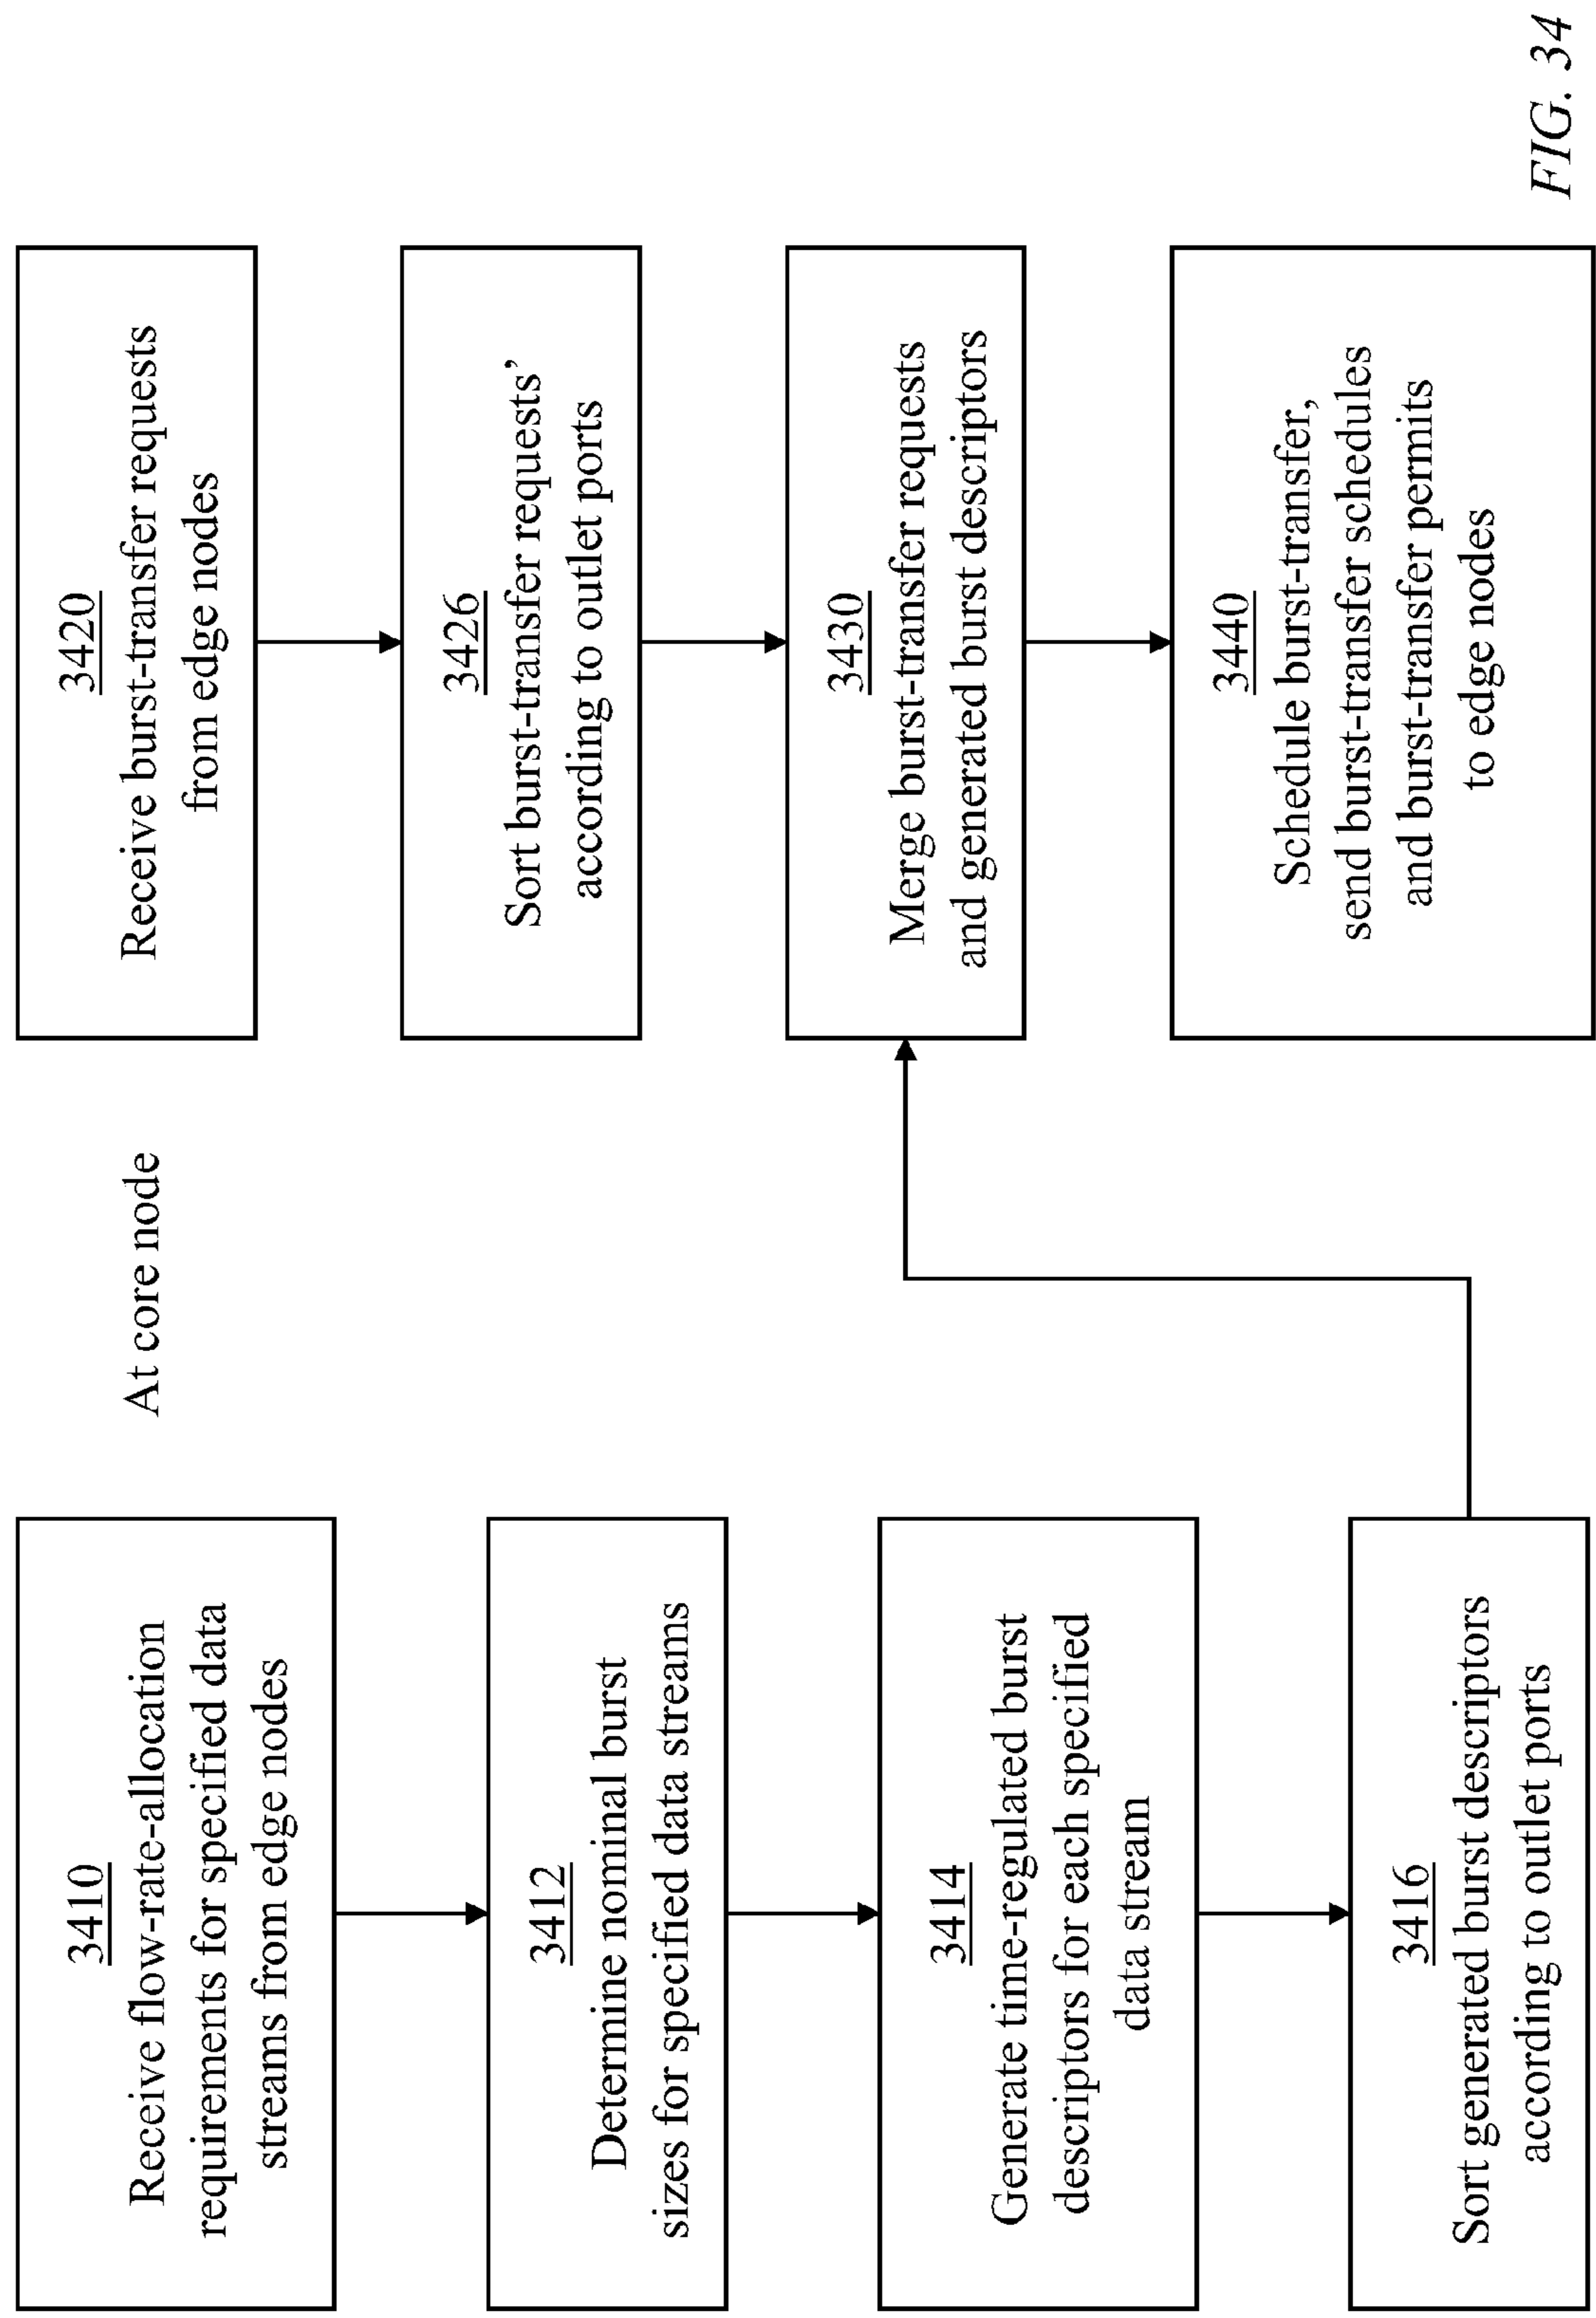 At core node
3410
Receive flow-rate-allocation
requirements for specified data
streams from edge nodes
3412
Determine nominal burst
sizes for specified data streams
3414
Generate time-regulated burst
descriptors for each specified
data stream
3416
Sort generated burst descriptors
according to outlet ports
3420
Receive burst-transfer requests
from edge nodes
3426
Sort burst-transfer requests’
according to outlet ports
3430
Merge burst-transfer requests
and generated burst descriptors
3440
Schedule burst-transfer,
send burst-transfer schedules
and burst-transfer permits
to edge nodes
FIG. 34